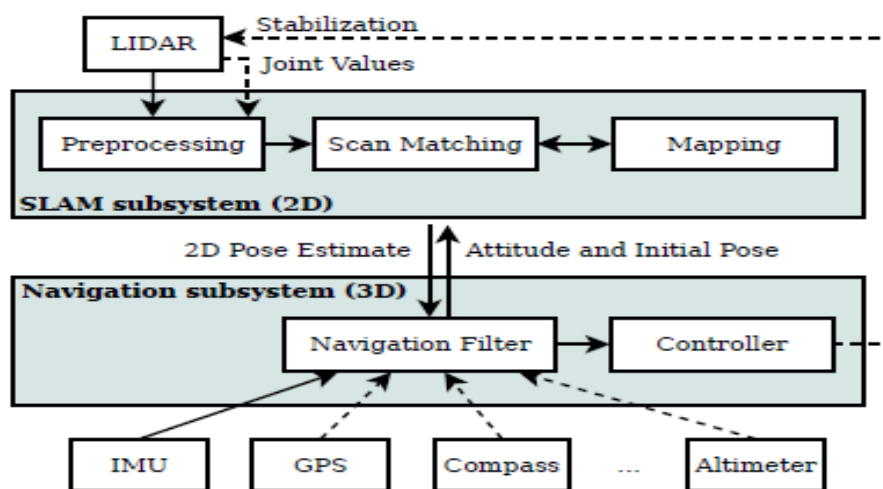 Stabilization
LIDAR
Joint Values
Preprocessing
Scan Matching
Mapping
SLAM subsystem (2D)
2D Pose Estimate
Attitude and Initial Pose
Navigation subsystem (3D)
Navigation Filter
Controller
IMU
GPS
Compass
...
Altimeter